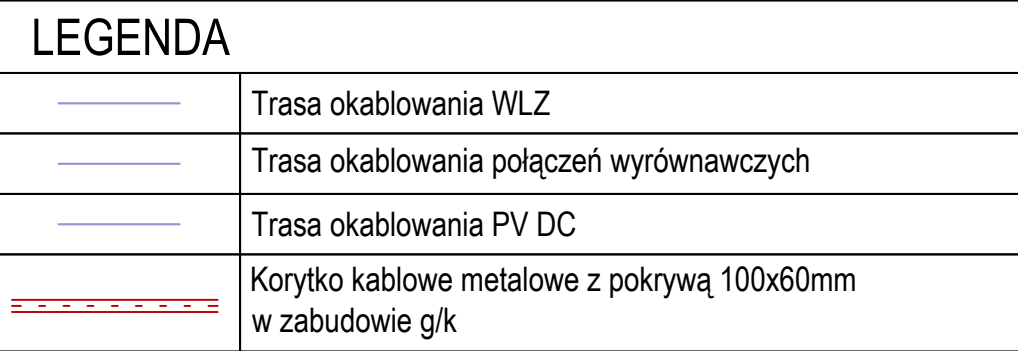 LEGENDA
Trasa okablowania WLZ
Trasa okablowania połączeń wyrównawczych
Trasa okablowania PV DC
Korytko kablowe metalowe z pokrywą 100x60mm
w zabudowie g/k